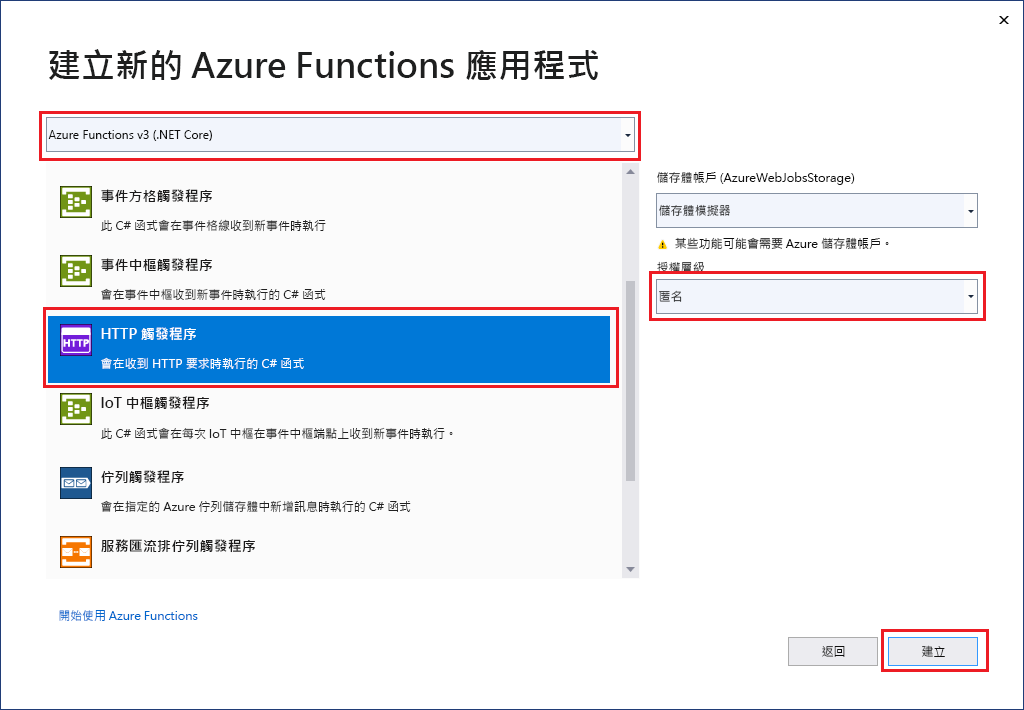 建立新的 Azure Functions 應用程式
Azure Functions v3 (.NET Core)
事件方格觸發程序
此 C# 函式會在事件格線收到新事件時執行
事件中樞觸發程序
會在事件中樞收到新事件時執行的 C# 函式
HTTP
HTTP 觸發程序
會在收到 HTTP 要求時執行的 C# 函式
IoT 中樞觸發程序
此 C# 函式會在每次 IoT 中樞在事件中樞端點上收到新事件時執行。
佇列觸發程序
會在指定的 Azure 佇列儲存體中新增訊息時執行的 C# 函式
服務匯流排佇列觸發程序
儲存體帳戶 (AzureWebJobsStorage)
儲存體模擬器
某些功能可能會需要 Azure 儲存體帳戶。
授權層級
匿名
開始使用 Azure Functions
返回
建立